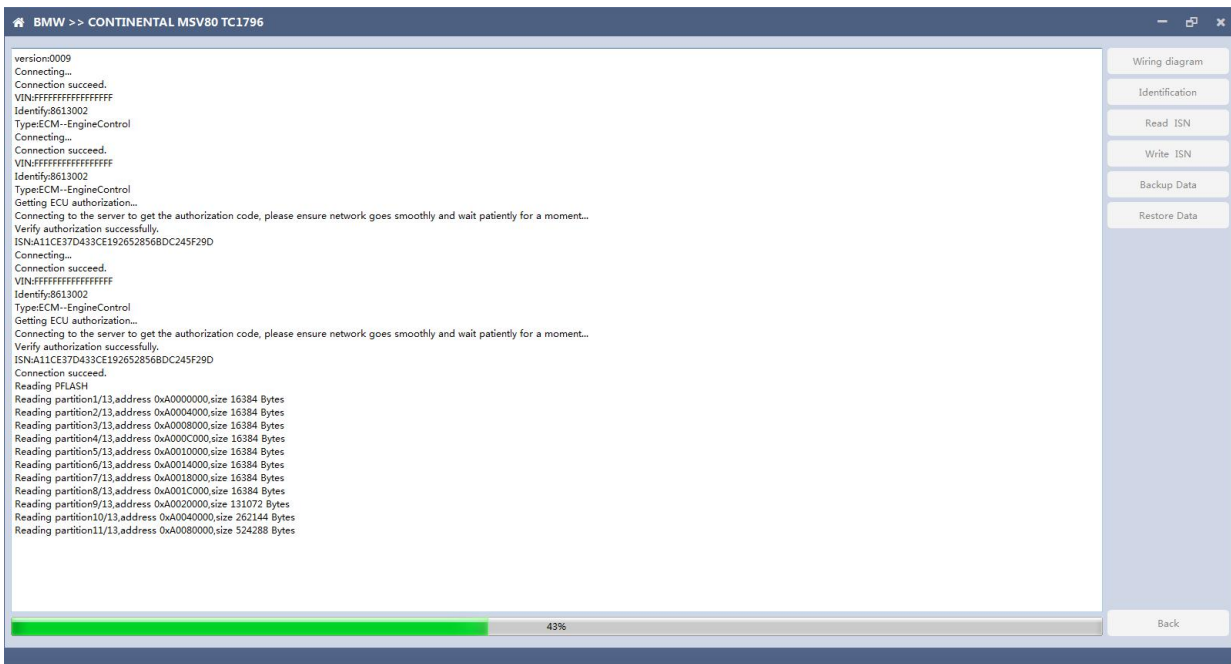 BMW >> CONTINENTAL MSV80 TC1796
version:0009
Connecting...
Connection succeed.
VIN:FFFFFFFFFFFFFFFFF
Identify:8613002
Type:ECM--EngineControl
Connecting...
Connection succeed.
VIN:FFFFFFFFFFFFFFFFF
Identify:8613002
Type:ECM--EngineControl
Getting ECU authorization...
Connecting to the server to get the authorization code, please ensure network goes smoothly and wait patiently for a moment...
Verify authorization successfully.
ISN:A11CE37D433CE192652856BDC245F29D
Connecting...
Connection succeed.
VIN:FFFFFFFFFFFFFFFFF
Identify:8613002
Type:ECM--EngineControl
Getting ECU authorization...
Connecting to the server to get the authorization code, please ensure network goes smoothly and wait patiently for a moment...
Verify authorization successfully.
ISN:A11CE37D433CE192652856BDC245F29D
Connection succeed.
Reading PFLASH
Reading partition1/13,address 0xA0000000,size 16384 Bytes
Reading partition2/13,address 0xA0004000,size 16384 Bytes
Reading partition3/13,address 0xA0008000,size 16384 Bytes
Reading partition4/13,address 0xA000C000,size 16384 Bytes
Reading partition5/13,address 0xA0010000,size 16384 Bytes
Reading partition6/13,address 0xA0014000,size 16384 Bytes
Reading partition7/13,address 0xA0018000,size 16384 Bytes
Reading partition8/13,address 0xA001C000,size 16384 Bytes
Reading partition9/13,address 0xA0020000,size 131072 Bytes
Reading partition10/13,address 0xA0040000,size 262144 Bytes
Reading partition11/13,address 0xA0080000,size 524288 Bytes
43%
Wiring diagram
Identification
Read ISN
Write ISN
Backup Data
Restore Data
Back